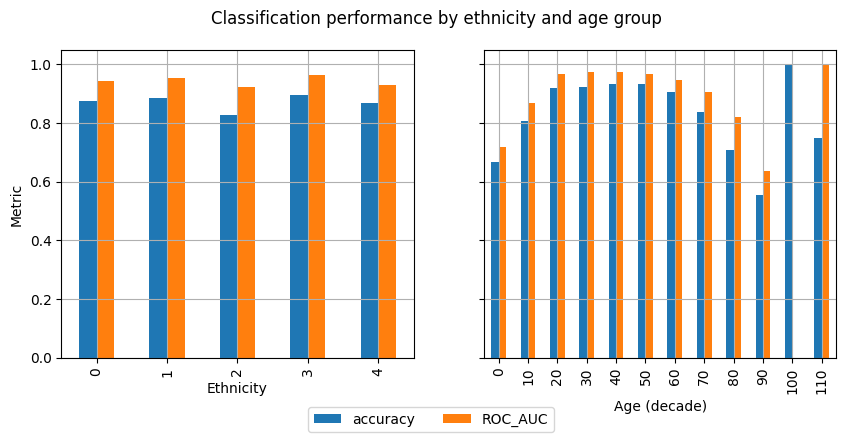 Classification performance by ethnicity and age group
Metric
1.0
0.8
0.6
0.4
0.2
0.0
0 1 2 3 4
Ethnicity
0 10 20 30 40 50 60 70 80 90 100 110
Age (decade)
accuracy ROC_AUC